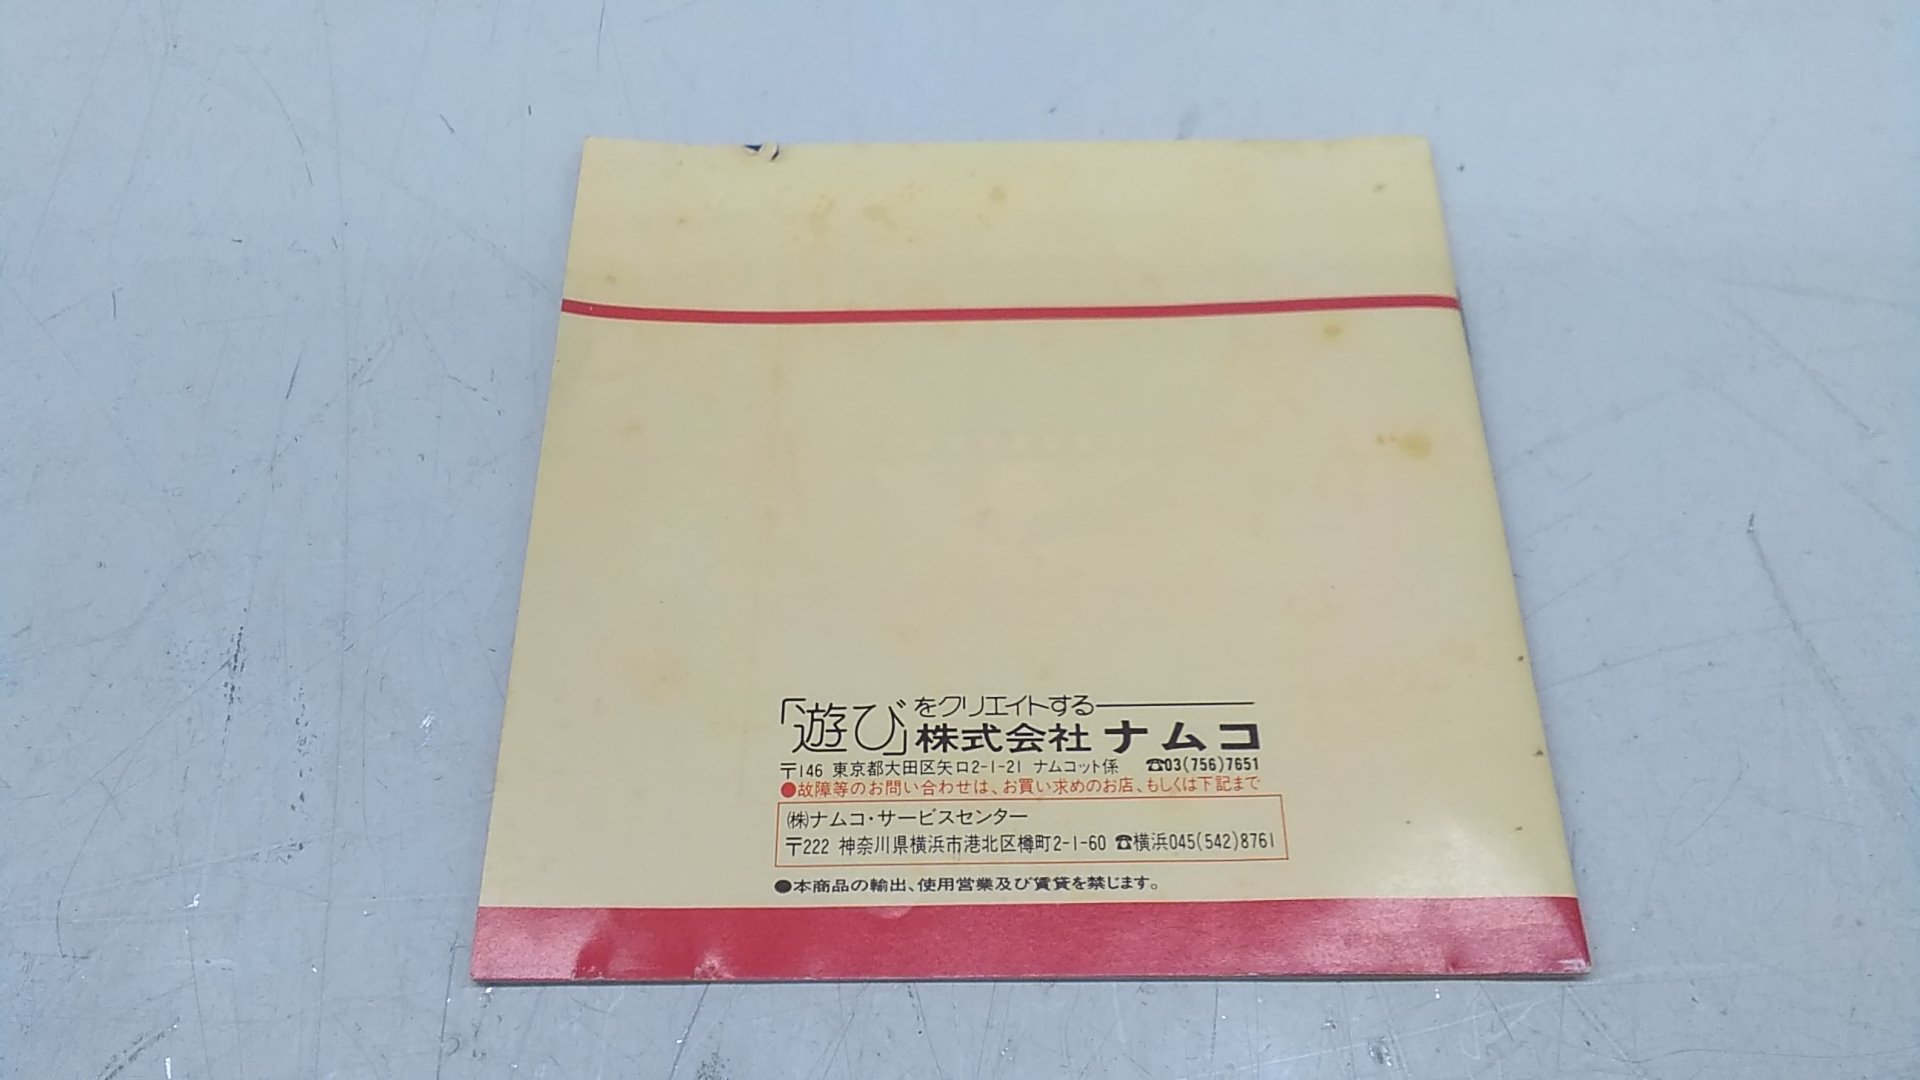 「遊び」をクリエイトする
株式会社 ナムコ
〒146 東京都大田区矢口2-1-21 ナムコット係 ☎03(756)7651
●故障等のお問い合わせは、お買い求めのお店、もしくは下記まで
㈱ナムコ・サービスセンター
〒222 神奈川県横浜市港北区樽町2-1-60 ☎横浜045(542)8761
●本商品の輸出、使用営業及び賃貸を禁じます。